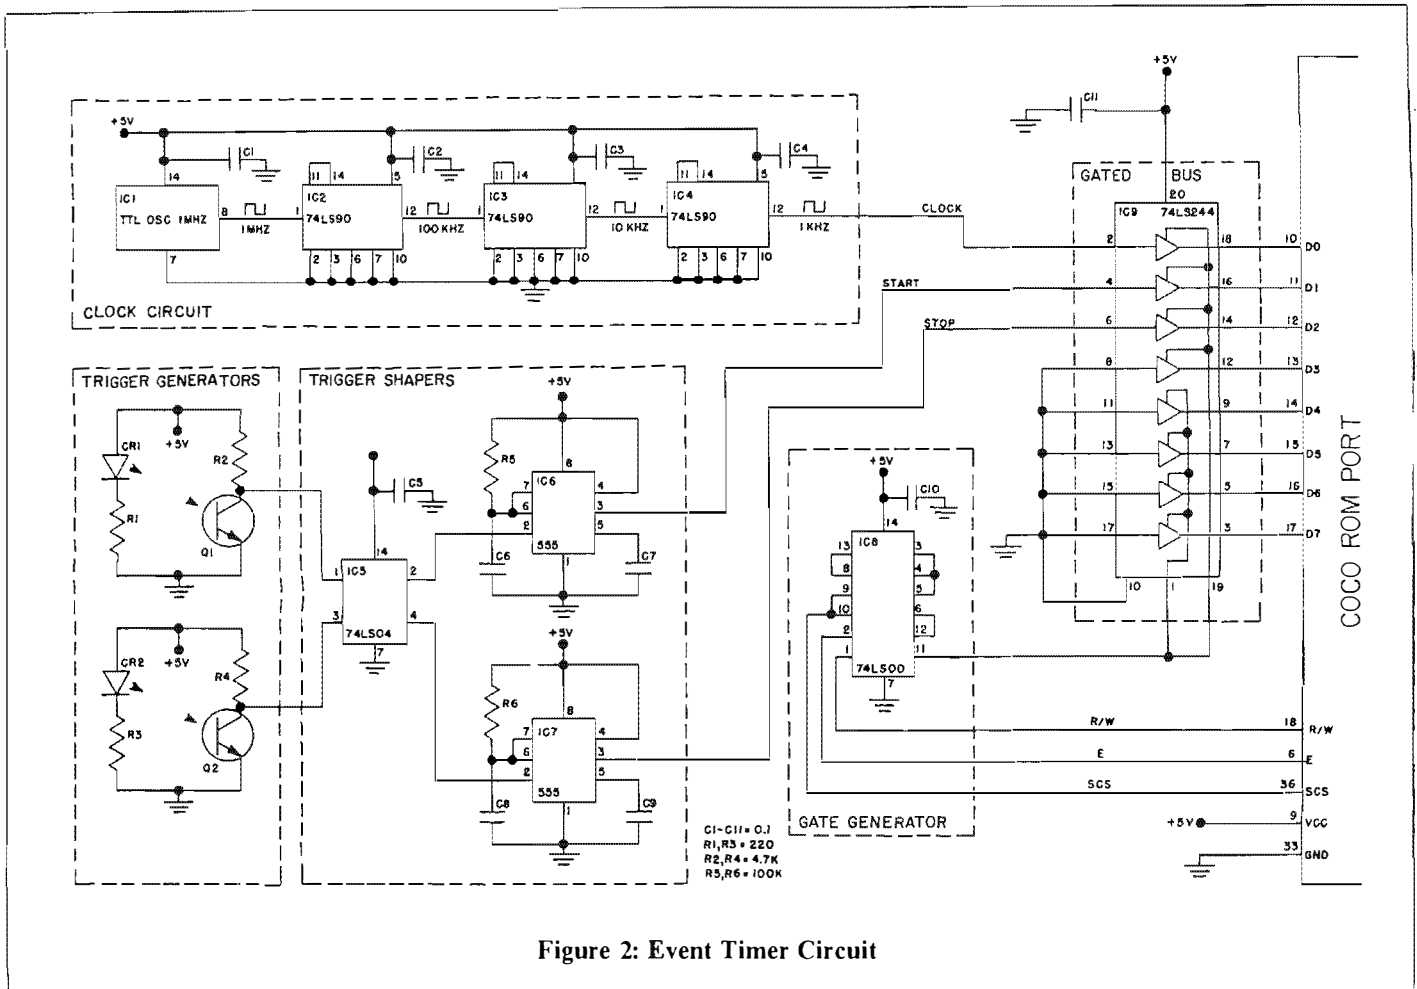 +5V
C11
+5V
C1
C2
C3
C4
14
11 14
5
11 14
11 14
5
GATED BUS
20
IC1
TTL OSC 1MHZ
8
1MHZ
7
1
IC2
74LS90
12
100 KHZ
2 3 6 7 10
1
IC3
74LS90
12
10 KHZ
2 3 6 7 10
1
IC4
74LS90
12
1 KHZ
2 3 6 7 10
CLOCK
IC9 74LS244
2 18 10 D0
START
4 16 11 D1
CLOCK CIRCUIT
STOP
6 14 12 D2
8 12 13 D3
11 9 14 D4
13 7 15 D5
15 5 16 D6
17 3 17 D7
10 1 19
COCO ROM PORT
TRIGGER GENERATORS
CR1
+5V
R2
R1
Q1
CR2
+5V
R4
R3
Q2
TRIGGER SHAPERS
+5V
R5
8
IC6
7
6
2
4
3
5
555
1
C6
C7
C5
14
IC5
1
2
3
4
74LS04
7
+5V
R6
8
IC7
7
6
2
4
3
5
555
1
C8
C9
+5V
C10
14
IC8
13
8
9
10
2
1
3
4
5
6
12
11
74LS00
7
GATE GENERATOR
R/W 18 R/W
E 6 E
SCS 36 SCS
+5V 9 VCC
33 GND
C1-C11 = 0.1
R1,R3 = 220
R2,R4 = 4.7K
R5,R6 = 100K
Figure 2: Event Timer Circuit